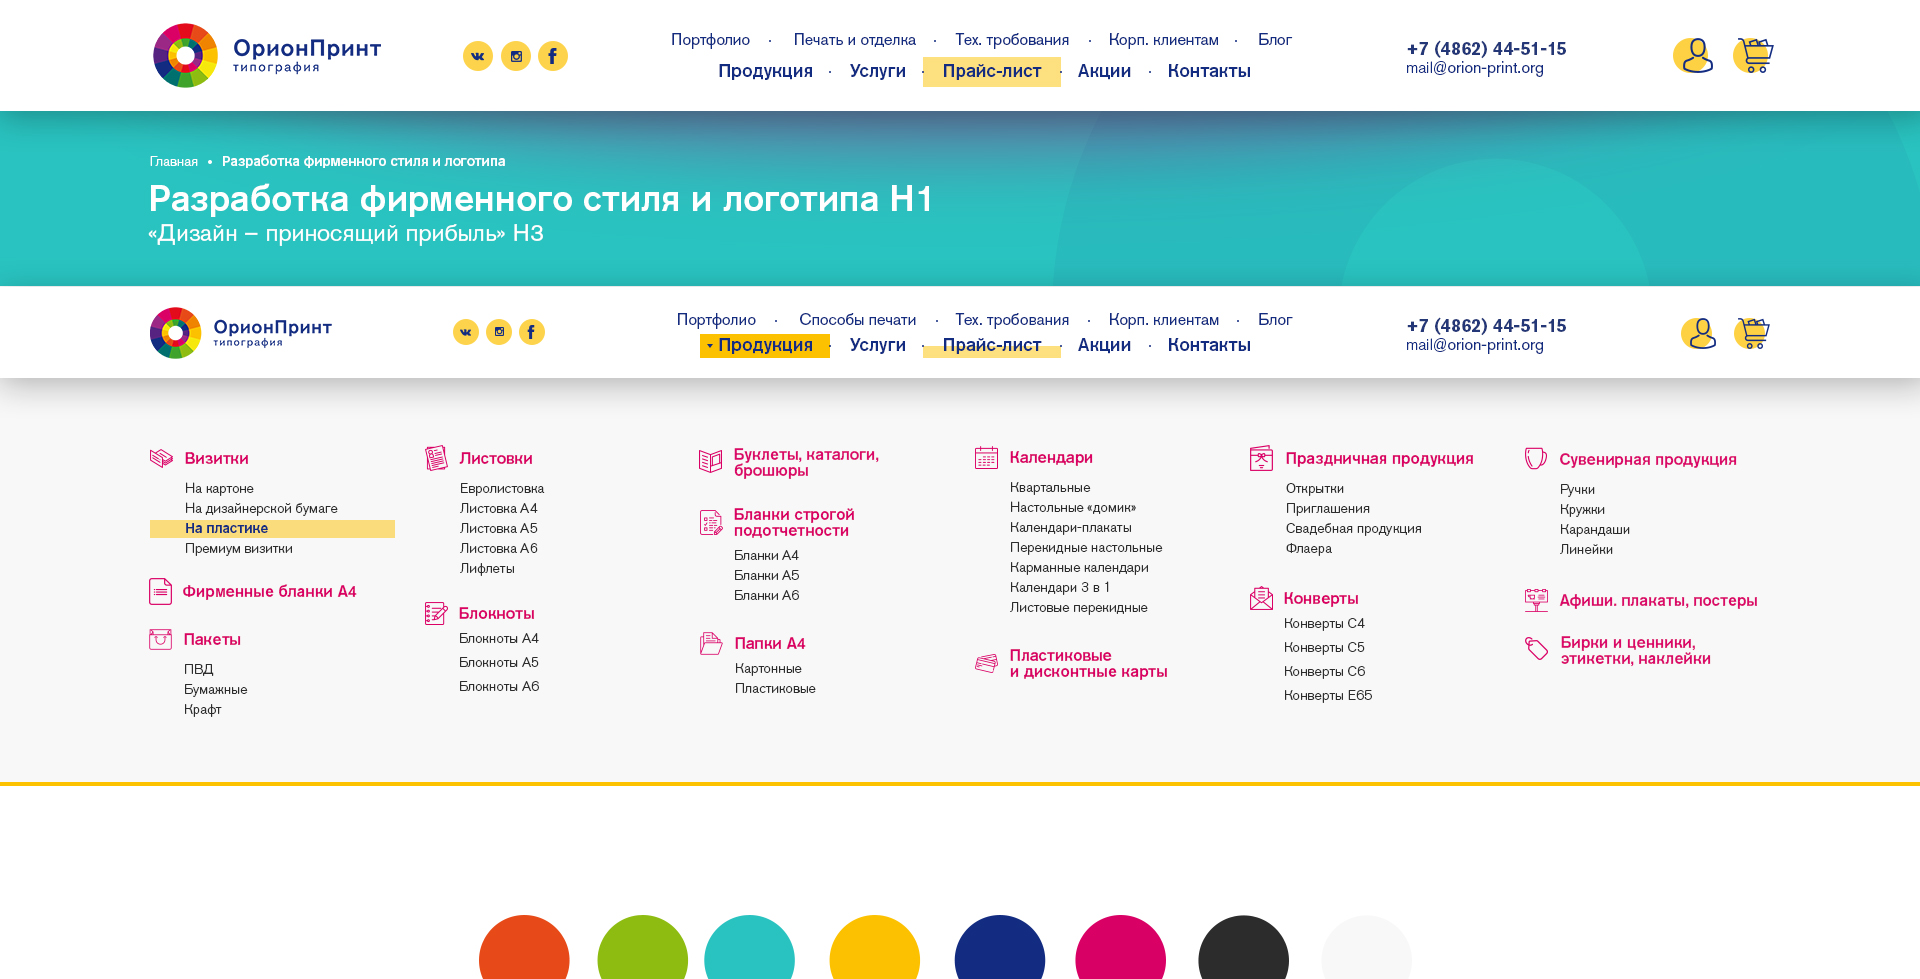 ОрионПринт
типография
Портфолио · Печать и отделка · Тех. тробования · Корп. клиентам · Блог
Продукция · Услуги · Прайс-лист · Акции · Контакты
+7 (4862) 44-51-15
mail@orion-print.org
Главная • Разработка фирменного стиля и логотипа
Разработка фирменного стиля и логотипа H1
«Дизайн – приносящий прибыль» H3
ОрионПринт
типография
Портфолио · Способы печати · Тех. тробования · Корп. клиентам · Блог
Продукция · Услуги · Прайс-лист · Акции · Контакты
+7 (4862) 44-51-15
mail@orion-print.org
Визитки
На картоне
На дизайнерской бумаге
На пластике
Премиум визитки
Фирменные бланки А4
Пакеты
ПВД
Бумажные
Крафт
Листовки
Евролистовка
Листовка А4
Листовка А5
Листовка А6
Лифлеты
Блокноты
Блокноты А4
Блокноты А5
Блокноты А6
Буклеты, каталоги,
брошюры
Бланки строгой
подотчетности
Бланки А4
Бланки А5
Бланки А6
Папки А4
Картонные
Пластиковые
Календари
Квартальные
Настольные «домик»
Календари-плакаты
Перекидные настольные
Карманные календари
Календари 3 в 1
Листовые перекидные
Пластиковые
и дисконтные карты
Праздничная продукция
Открытки
Приглашения
Свадебная продукция
Флаера
Конверты
Конверты С4
Конверты С5
Конверты С6
Конверты Е65
Сувенирная продукция
Ручки
Кружки
Карандаши
Линейки
Афиши. плакаты, постеры
Бирки и ценники,
этикетки, наклейки